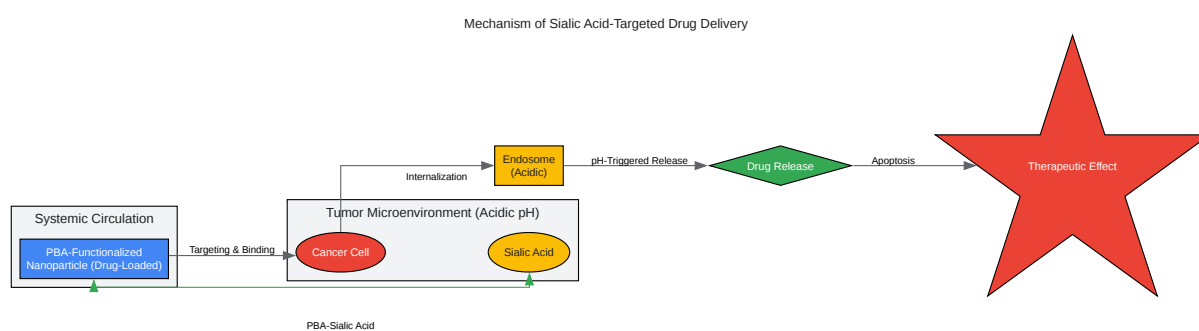 Mechanism of Sialic Acid-Targeted Drug Delivery
Systemic Circulation
PBA-Functionalized
Nanoparticle (Drug-Loaded)
Targeting & Binding
Tumor Microenvironment (Acidic pH)
Cancer Cell
Sialic Acid
Internalization
Endosome
(Acidic)
pH-Triggered Release
Drug Release
Apoptosis
Therapeutic Effect
PBA-Sialic Acid